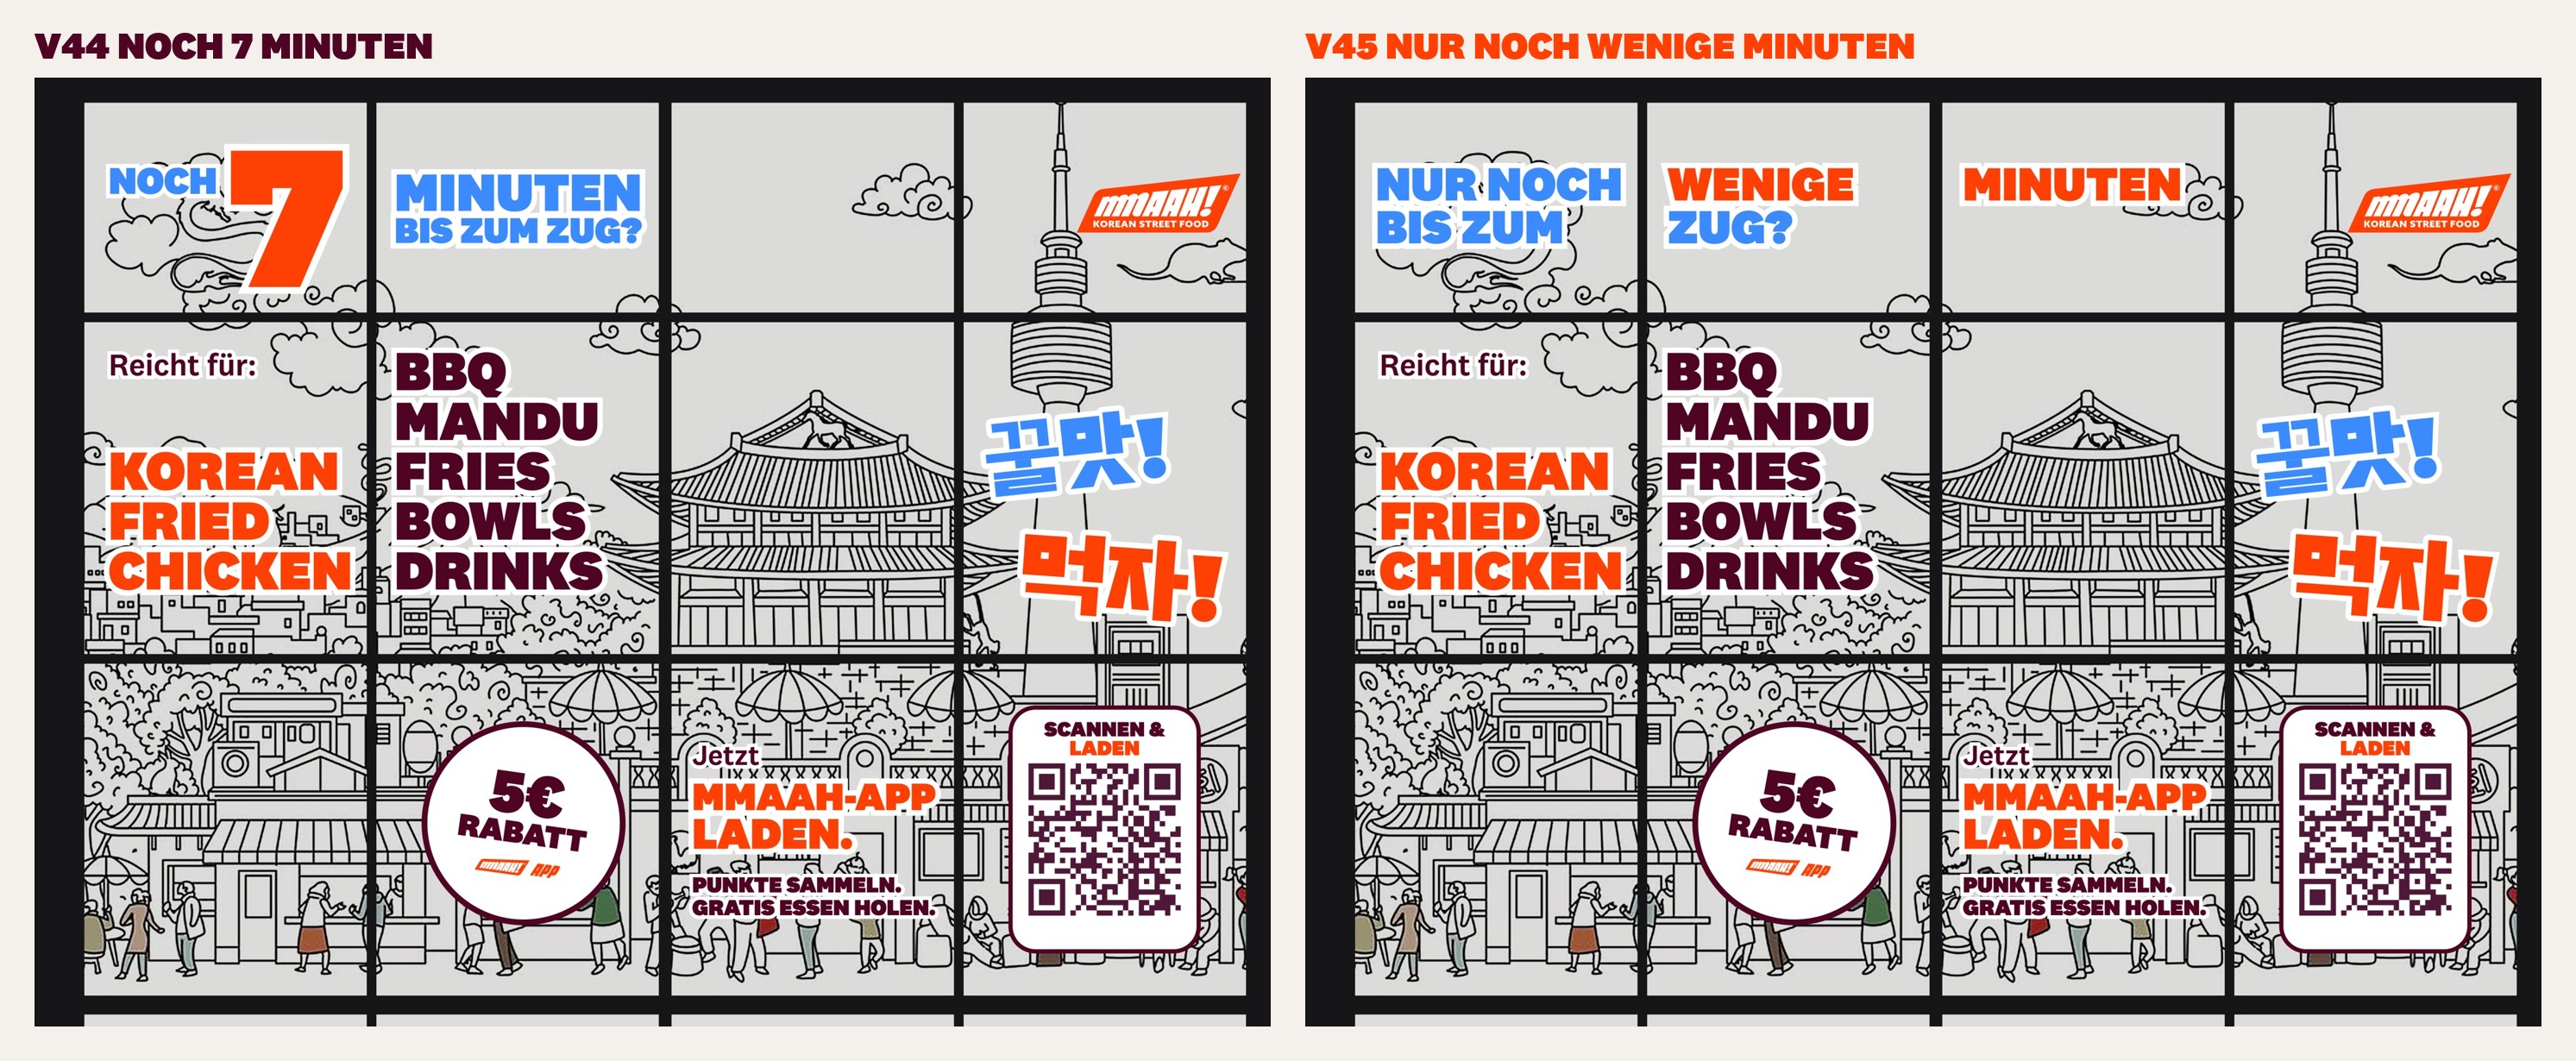 V44 NOCH 7 MINUTEN
NOCH 7 MINUTEN
BIS ZUM ZUG?
mmAAH!®
KOREAN STREET FOOD
Reicht für:
KOREAN
FRIED
CHICKEN
BBQ
MANDU
FRIES
BOWLS
DRINKS
꿀맛!
먹자!
5€
RABATT
mmAAH! APP
Jetzt
MMAAH-APP
LADEN.
PUNKTE SAMMELN.
GRATIS ESSEN HOLEN.
SCANNEN &
LADEN
V45 NUR NOCH WENIGE MINUTEN
NUR NOCH WENIGE MINUTEN
BIS ZUM ZUG?
mmAAH!®
KOREAN STREET FOOD
Reicht für:
KOREAN
FRIED
CHICKEN
BBQ
MANDU
FRIES
BOWLS
DRINKS
꿀맛!
먹자!
5€
RABATT
mmAAH! APP
Jetzt
MMAAH-APP
LADEN.
PUNKTE SAMMELN.
GRATIS ESSEN HOLEN.
SCANNEN &
LADEN